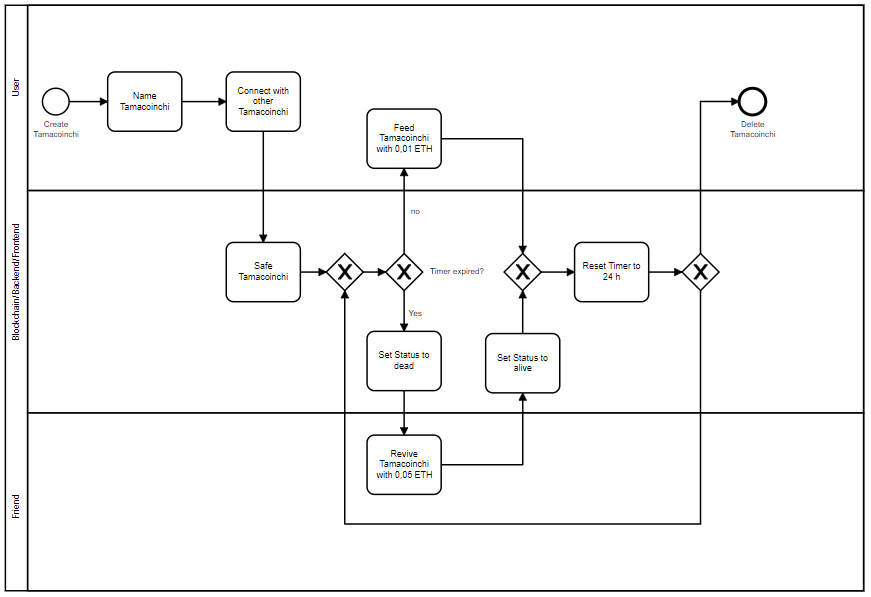 User
Create
Tamacoinchi
Name
Tamacoinchi
Connect with
other
Tamacoinchi
Feed
Tamacoinchi
with 0,01 ETH
Delete
Tamacoinchi
Blockchain/Backend/Frontend
no
Safe
Tamacoinchi
X
X
Timer expired?
X
Reset Timer to
24 h
X
Yes
Set Status to
dead
Set Status to
alive
Friend
Revive
Tamacoinchi
with 0,05 ETH